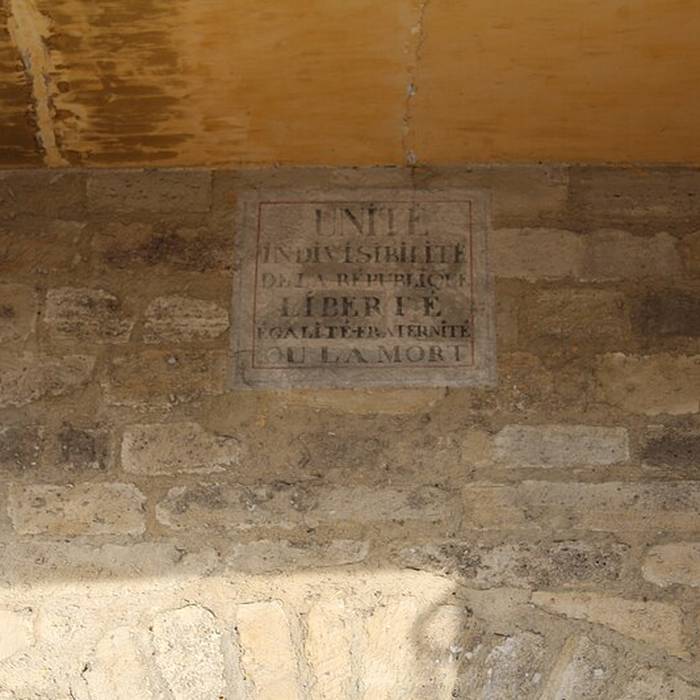 UNITÉ
INDIVISIBILITÉ
DE LA RÉPUBLIQUE
LIBERTÉ
ÉGALITÉ-FRATERNITÉ
OU LA MORT